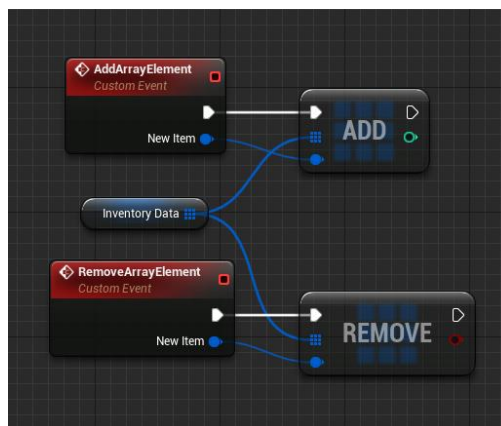 AddArrayElement
Custom Event
New Item
ADD
Inventory Data
RemoveArrayElement
Custom Event
New Item
REMOVE